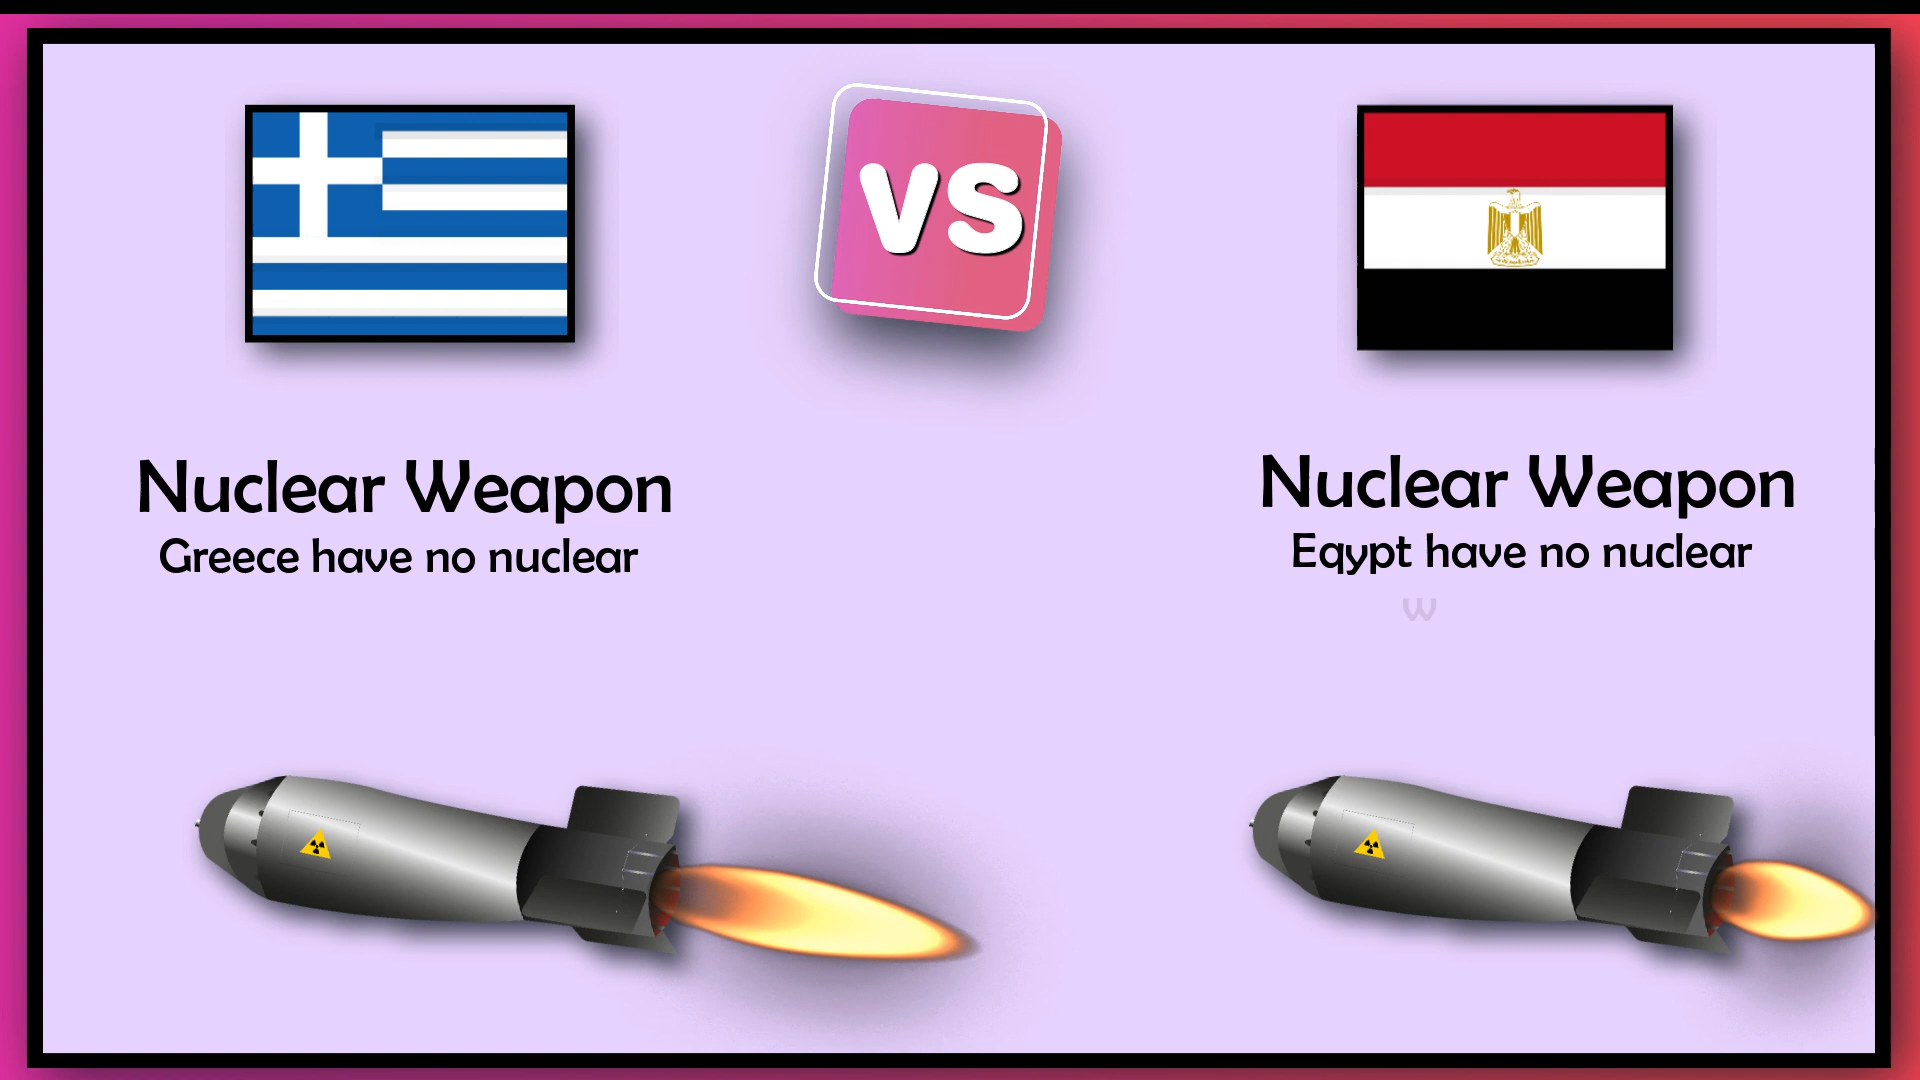 VS
Nuclear Weapon
Greece have no nuclear
Nuclear Weapon
Eqypt have no nuclear
w